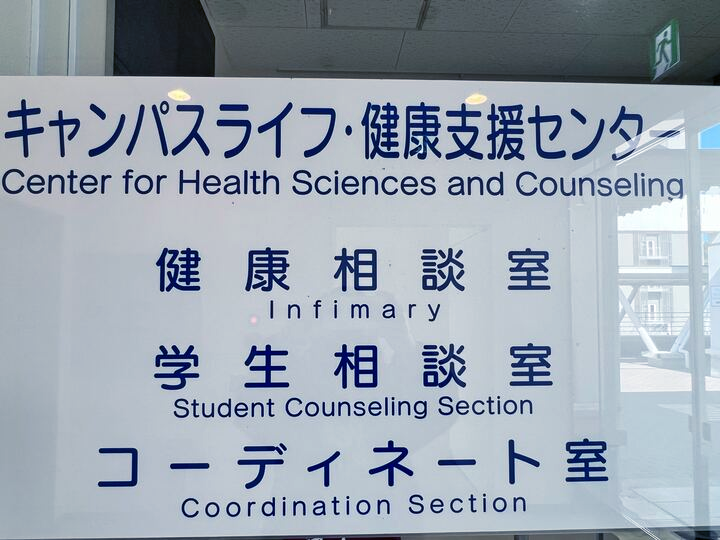 キャンパスライフ・健康支援センター
Center for Health Sciences and Counseling
健康相談室
Infimary
学生相談室
Student Counseling Section
コーディネート室
Coordination Section